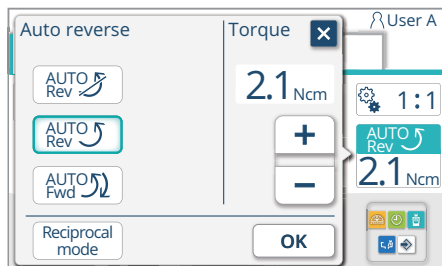 Auto reverse
Torque
User A
AUTO
Rev
2.1 Ncm
1:1
AUTO
Rev
+
AUTO
Rev
2.1 Ncm
AUTO
Fwd
−
Reciprocal
mode
OK